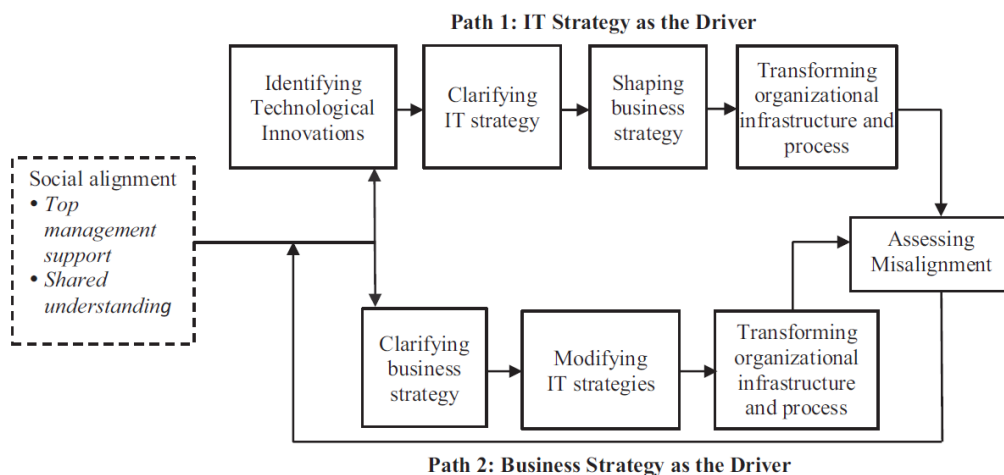 Path 1: IT Strategy as the Driver
Identifying
Technological
Innovations
Clarifying
IT strategy
Shaping
business
strategy
Transforming
organizational
infrastructure and
process
Social alignment
• Top
management
support
• Shared
understanding
Assessing
Misalignment
Clarifying
business
strategy
Modifying
IT strategies
Transforming
organizational
infrastructure
and process
Path 2: Business Strategy as the Driver